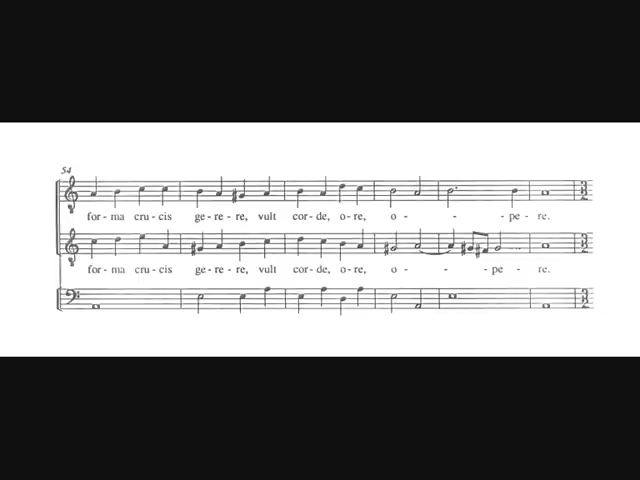 54
for-ma cru-cis ge-re-re, vult cor-de, o-re, o- - - pe- re.
for-ma cru-cis ge-re-re, vult cor-de, o-re, o- - - pe - re.